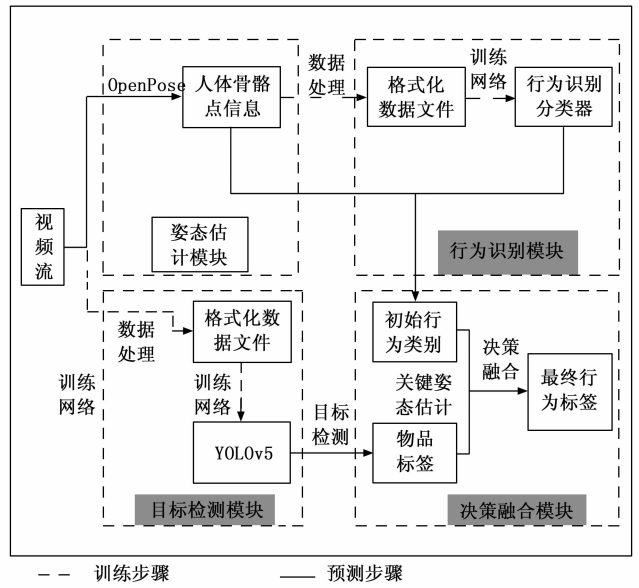 OpenPose
人体骨骼
点信息
数据
处理
格式化
数据文件
训练
网络
行为识别
分类器
视
频
流
姿态估
计模块
行为识别模块
数据
处理
格式化数
据文件
训练
网络
训练
网络
YOLOv5
目标检测模块
目标
检测
初始行
为类别
关键姿
态估计
物品
标签
决策
融合
最终行
为标签
决策融合模块
训练步骤
预测步骤